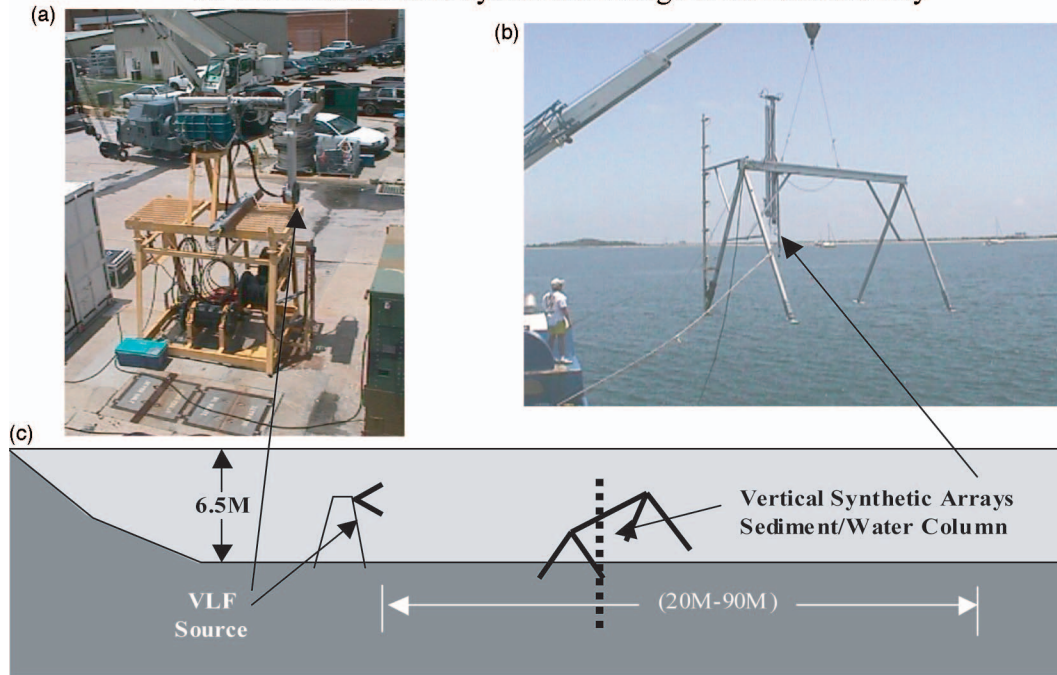 (a)
(b)
(c)
6.5M
Vertical Synthetic Arrays
Sediment/Water Column
VLF
Source
(20M-90M)